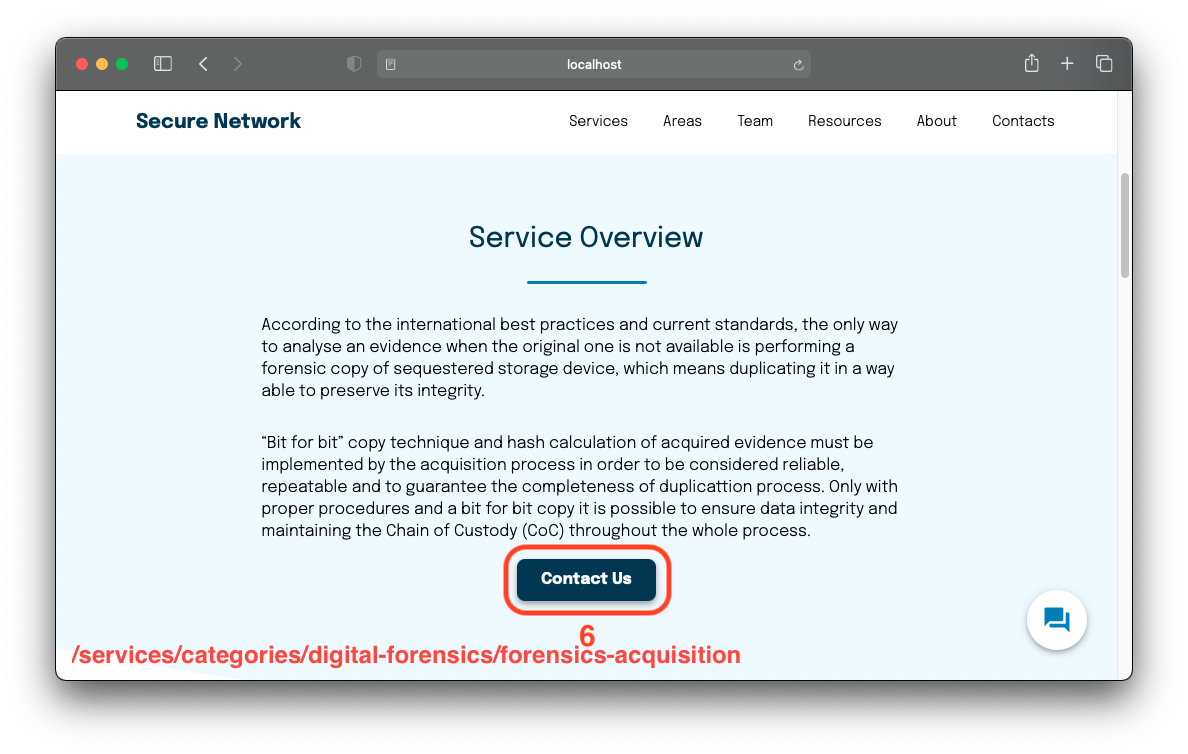 localhost
Secure Network
Services Areas Team Resources About Contacts
Service Overview
According to the international best practices and current standards, the only way
to analyse an evidence when the original one is not available is performing a
forensic copy of sequestered storage device, which means duplicating it in a way
able to preserve its integrity.
“Bit for bit” copy technique and hash calculation of acquired evidence must be
implemented by the acquisition process in order to be considered reliable,
repeatable and to guarantee the completeness of duplicattion process. Only with
proper procedures and a bit for bit copy it is possible to ensure data integrity and
maintaining the Chain of Custody (CoC) throughout the whole process.
Contact Us
6
/services/categories/digital-forensics/forensics-acquisition